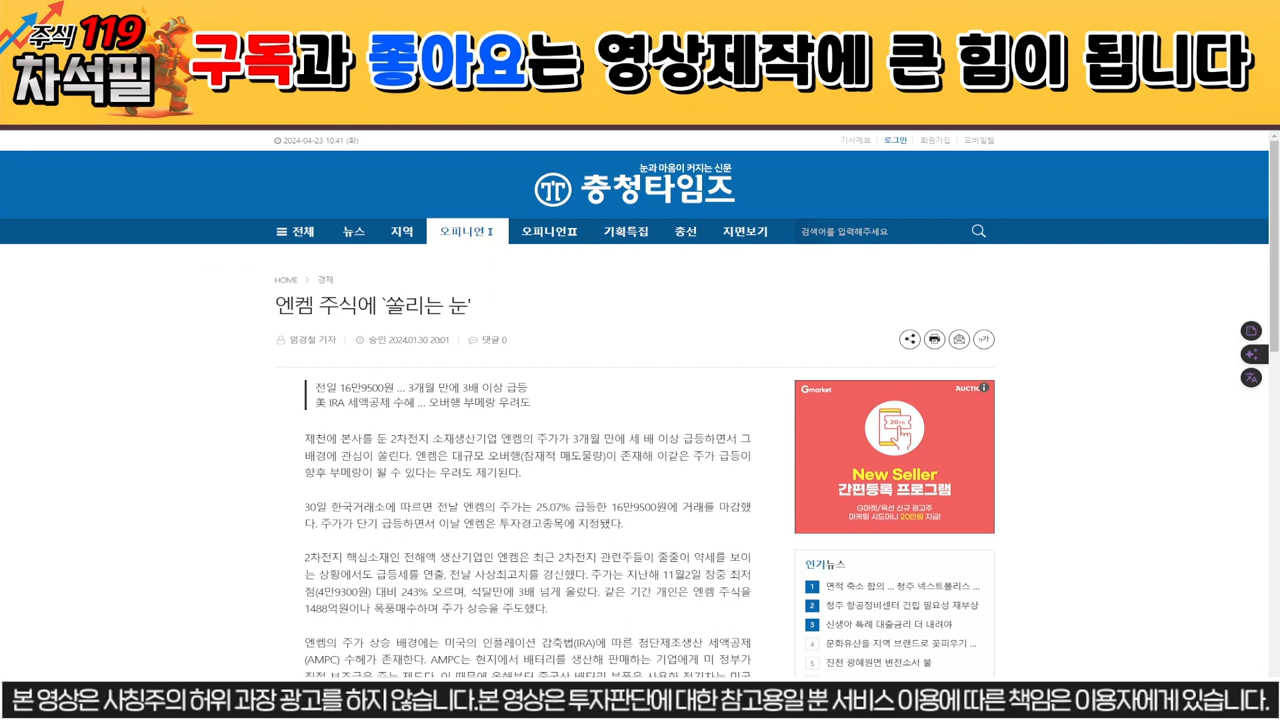 주식 119
차석필
구독과 좋아요는 영상제작에 큰 힘이 됩니다
2024-04-23 10:41 (화)
기사제보 로그인 회원가입 모바일웹
눈과 마음이 커지는 신문
충청타임즈
전체 뉴스 지역 오피니언Ⅰ 오피니언Ⅱ 기획특집 총선 지면보기 검색어를 입력해주세요
HOME > 경제
엔켐 주식에 `쏠리는 눈'
엄경철 기자 승인 2024.01.30 20:01 댓글 0
가
전일 16만9500원 ... 3개월 만에 3배 이상 급등
美 IRA 세액공제 수혜 ... 오버행 부메랑 우려도
제천에 본사를 둔 2차전지 소재생산기업 엔켐의 주가가 3개월 만에 세 배 이상 급등하면서 그
배경에 관심이 쏠린다. 엔켐은 대규모 오버행(잠재적 매도물량)이 존재해 이같은 주가 급등이
향후 부메랑이 될 수 있다는 우려도 제기된다.
30일 한국거래소에 따르면 전날 엔켐의 주가는 25.07% 급등한 16만9500원에 거래를 마감했
다. 주가가 단기 급등하면서 이날 엔켐은 투자경고종목에 지정됐다.
2차전지 핵심소재인 전해액 생산기업인 엔켐은 최근 2차전지 관련주들이 줄줄이 약세를 보이
는 상황에서도 급등세를 연출, 전날 사상최고치를 경신했다. 주가는 지난해 11월2일 장중 최저
점(4만9300원) 대비 243% 오르며, 석달만에 3배 넘게 올랐다. 같은 기간 개인은 엔켐 주식을
1488억원이나 폭풍매수하며 주가 상승을 주도했다.
엔켐의 주가 상승 배경에는 미국의 인플레이션 감축법(IRA)에 따른 첨단제조생산 세액공제
(AMPC) 수혜가 존재한다. AMPC는 현지에서 배터리를 생산해 판매하는 기업에게 미 정부가
Gmarket AUCTION
20만원
New Seller
간편등록 프로그램
G마켓/옥션 신규 광고주
마케팅 시드머니 20만원 지급!
인기뉴스
1 면적 축소 합의 ... 청주 넥스트폴리스 ...
2 청주 항공정비센터 건립 필요성 재부상
3 신생아 특례 대출금리 더 내려야
4 문화유산을 지역 브랜드로 꽃피우기 ...
5 진천 광혜원면 변전소서 불
본 영상은 사칭주의 허위 과장 광고를 하지 않습니다.본 영상은 투자판단에 대한 참고용일 뿐 서비스 이용에 따른 책임은 이용자에게 있습니다.